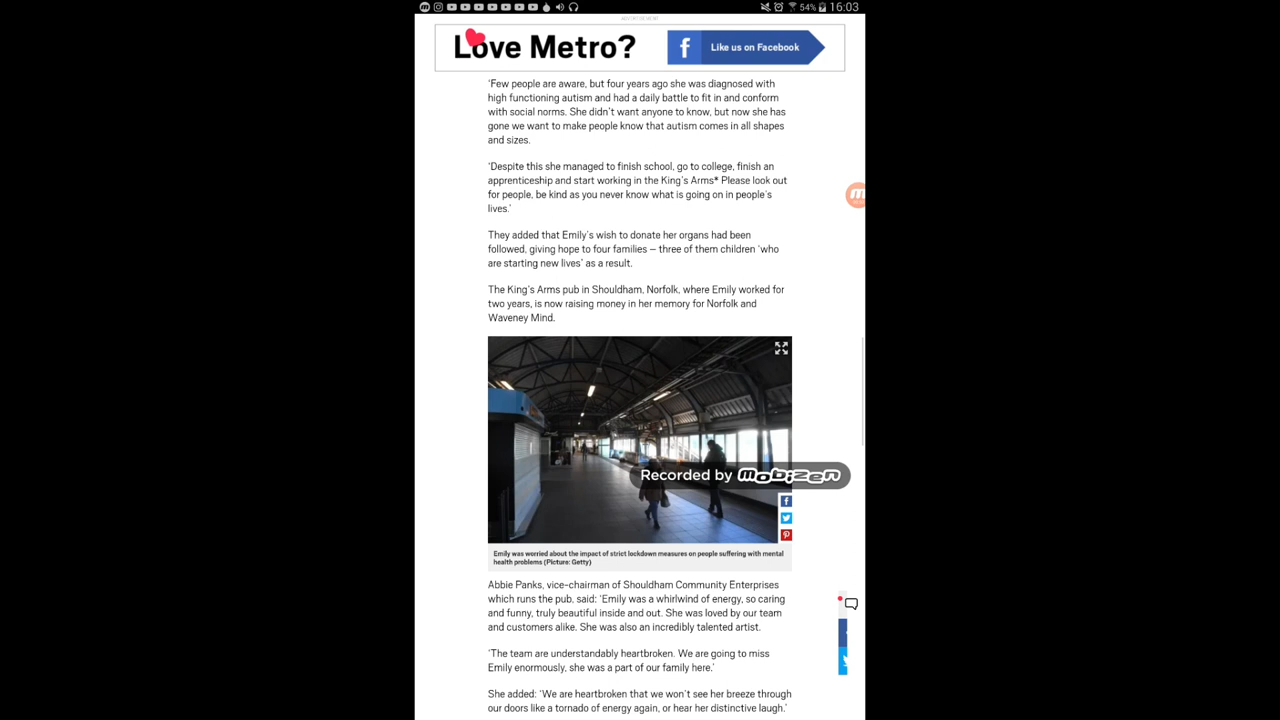 54% 16:03
ADVERTISEMENT
Love Metro?
f Like us on Facebook
‘Few people are aware, but four years ago she was diagnosed with
high functioning autism and had a daily battle to fit in and conform
with social norms. She didn’t want anyone to know, but now she has
gone we want to make people know that autism comes in all shapes
and sizes.
‘Despite this she managed to finish school, go to college, finish an
apprenticeship and start working in the King’s Arms* Please look out
for people, be kind as you never know what is going on in people’s
lives.’
They added that Emily’s wish to donate her organs had been
followed, giving hope to four families – three of them children ‘who
are starting new lives’ as a result.
The King’s Arms pub in Shouldham, Norfolk, where Emily worked for
two years, is now raising money in her memory for Norfolk and
Waveney Mind.
Recorded by mobizen
Emily was worried about the impact of strict lockdown measures on people suffering with mental
health problems (Picture: Getty)
Abbie Panks, vice-chairman of Shouldham Community Enterprises
which runs the pub, said: ‘Emily was a whirlwind of energy, so caring
and funny, truly beautiful inside and out. She was loved by our team
and customers alike. She was also an incredibly talented artist.
‘The team are understandably heartbroken. We are going to miss
Emily enormously, she was a part of our family here.’
She added: ‘We are heartbroken that we won’t see her breeze through
our doors like a tornado of energy again, or hear her distinctive laugh.’